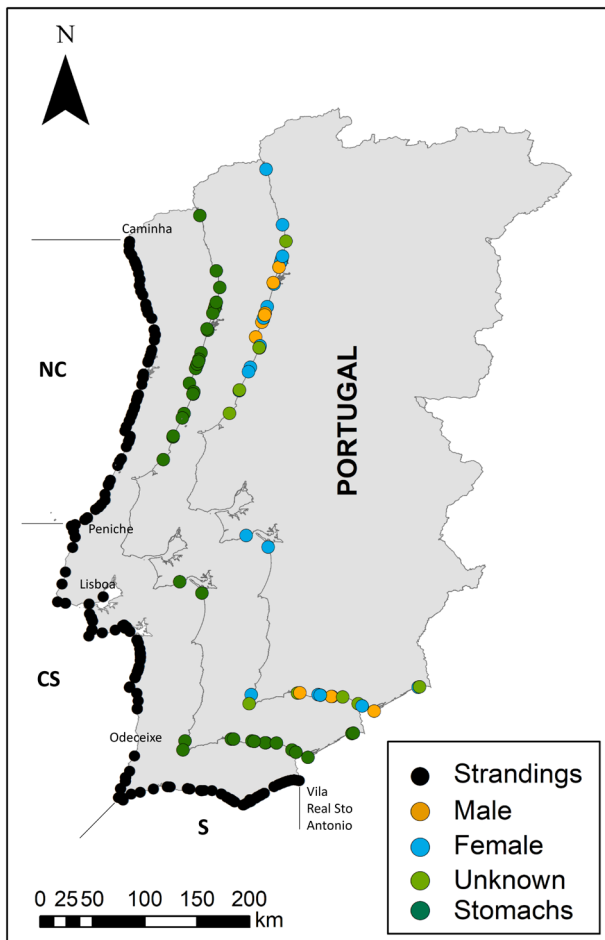 N
Caminha
NC
PORTUGAL
Peniche
Lisboa
CS
Odeceixe
Vila
Real Sto
Antonio
S
Strandings
Male
Female
Unknown
Stomachs
0 25 50 100 150 200
km